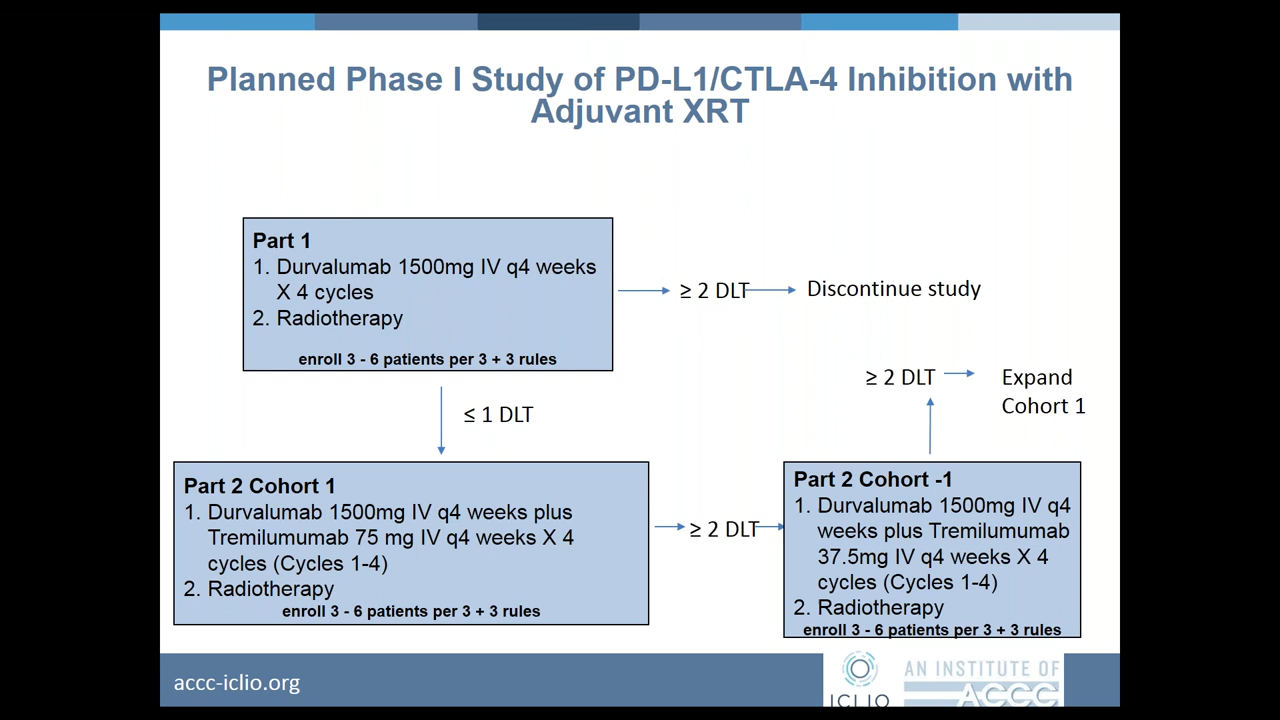 Planned Phase I Study of PD-L1/CTLA-4 Inhibition with
Adjuvant XRT
Part 1
1. Durvalumab 1500mg IV q4 weeks
X 4 cycles
2. Radiotherapy
enroll 3 - 6 patients per 3 + 3 rules
≥ 2 DLT
Discontinue study
≤ 1 DLT
≥ 2 DLT
Expand
Cohort 1
Part 2 Cohort 1
1. Durvalumab 1500mg IV q4 weeks plus
Tremilumumab 75 mg IV q4 weeks X 4
cycles (Cycles 1-4)
2. Radiotherapy
enroll 3 - 6 patients per 3 + 3 rules
≥ 2 DLT
Part 2 Cohort -1
1. Durvalumab 1500mg IV q4
weeks plus Tremilumumab
37.5mg IV q4 weeks X 4
cycles (Cycles 1-4)
2. Radiotherapy
enroll 3 - 6 patients per 3 + 3 rules
accc-iclio.org
ICLIO
AN INSTITUTE OF
ACCC